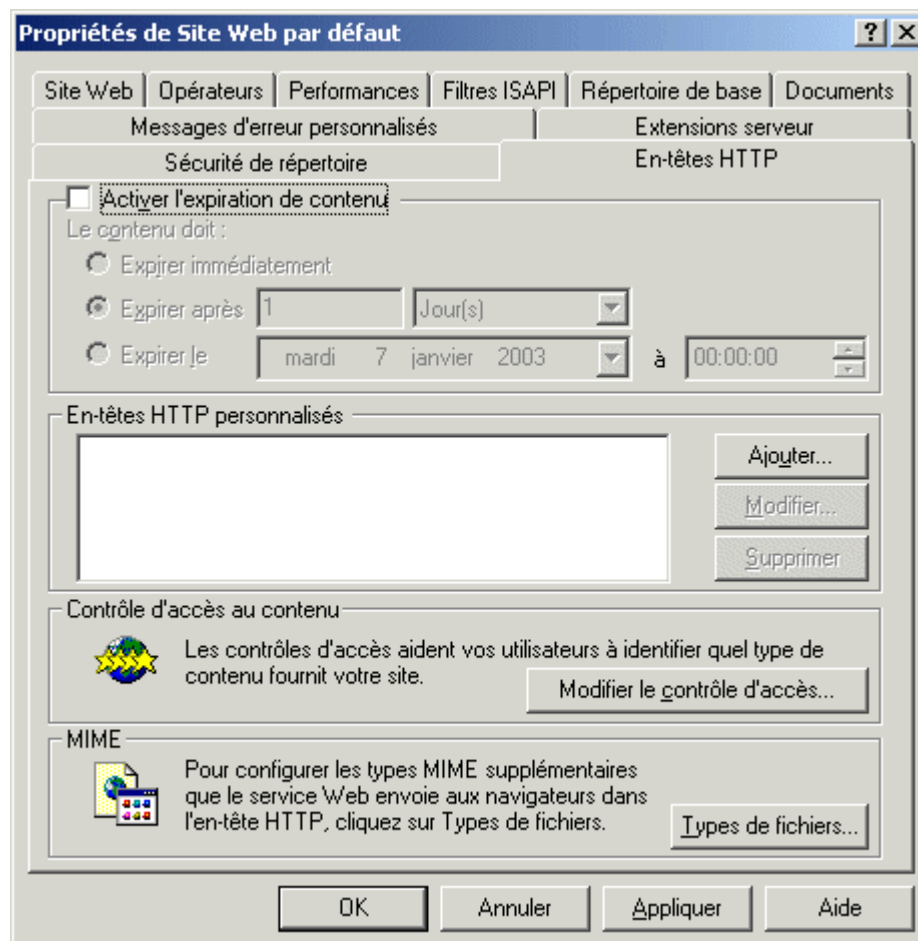 Propriétés de Site Web par défaut
Site Web Opérateurs Performances Filtres ISAPI Répertoire de base Documents
Messages d'erreur personnalisés Extensions serveur
Sécurité de répertoire En-têtes HTTP
Activer l'expiration de contenu
Le contenu doit :
Expirer immédiatement
Expirer après 1 Jour(s)
Expirer le mardi 7 janvier 2003 à 00:00:00
En-têtes HTTP personnalisés
Ajouter...
Modifier...
Supprimer
Contrôle d'accès au contenu
Les contrôles d'accès aident vos utilisateurs à identifier quel type de
contenu fournit votre site.
Modifier le contrôle d'accès...
MIME
Pour configurer les types MIME supplémentaires
que le service Web envoie aux navigateurs dans
l'en-tête HTTP, cliquez sur Types de fichiers.
Types de fichiers...
OK Annuler Appliquer Aide